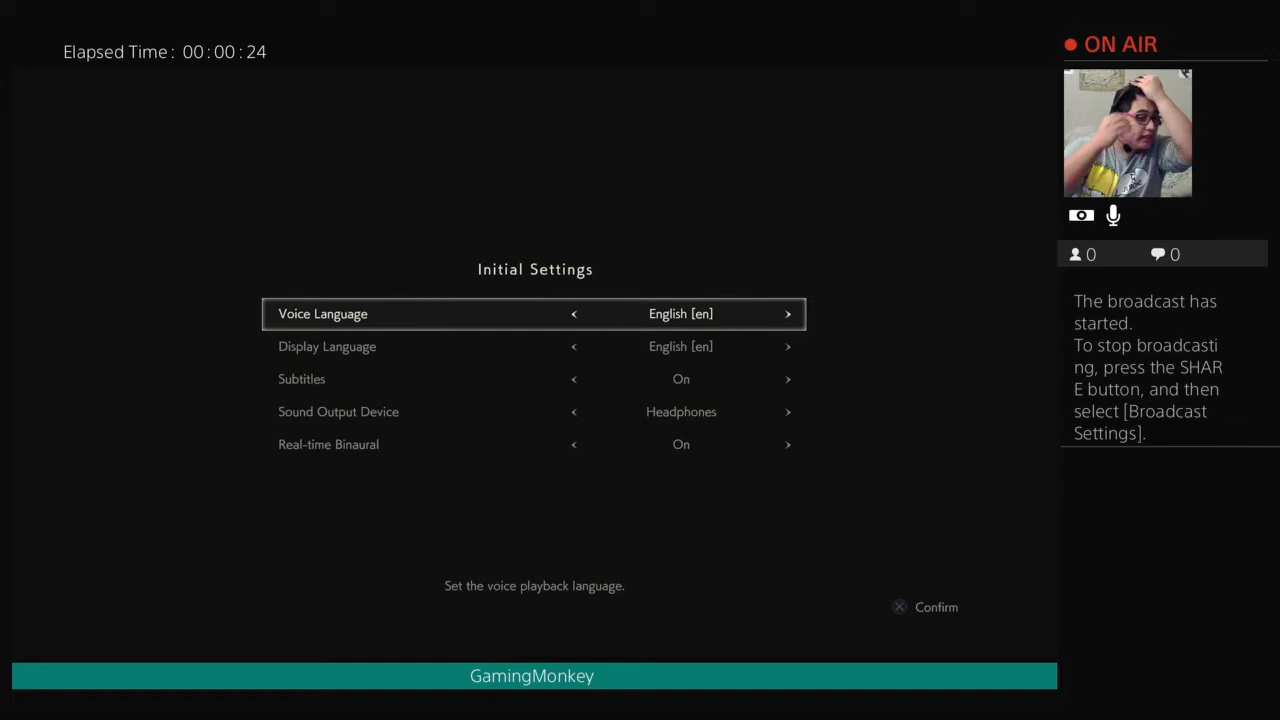 Elapsed Time: 00:00:24
ON AIR
0 0
The broadcast has
started.
To stop broadcasti
ng, press the SHAR
E button, and then
select [Broadcast
Settings].
Initial Settings
Voice Language English [en]
Display Language English [en]
Subtitles On
Sound Output Device Headphones
Real-time Binaural On
Set the voice playback language.
Confirm
GamingMonkey